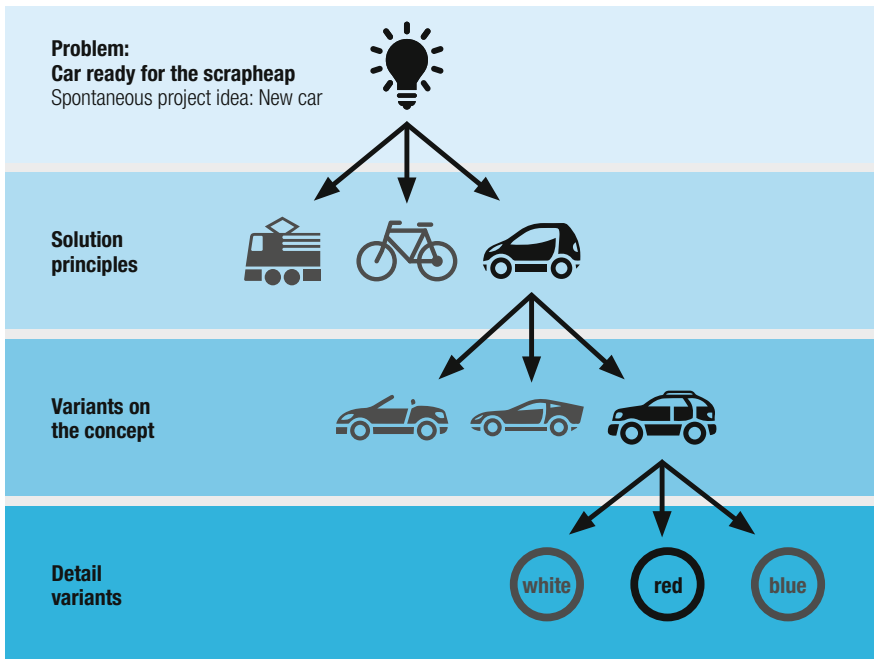 Problem:
Car ready for the scrapheap
Spontaneous project idea: New car
Solution
principles
Variants on
the concept
Detail
variants
white
red
blue